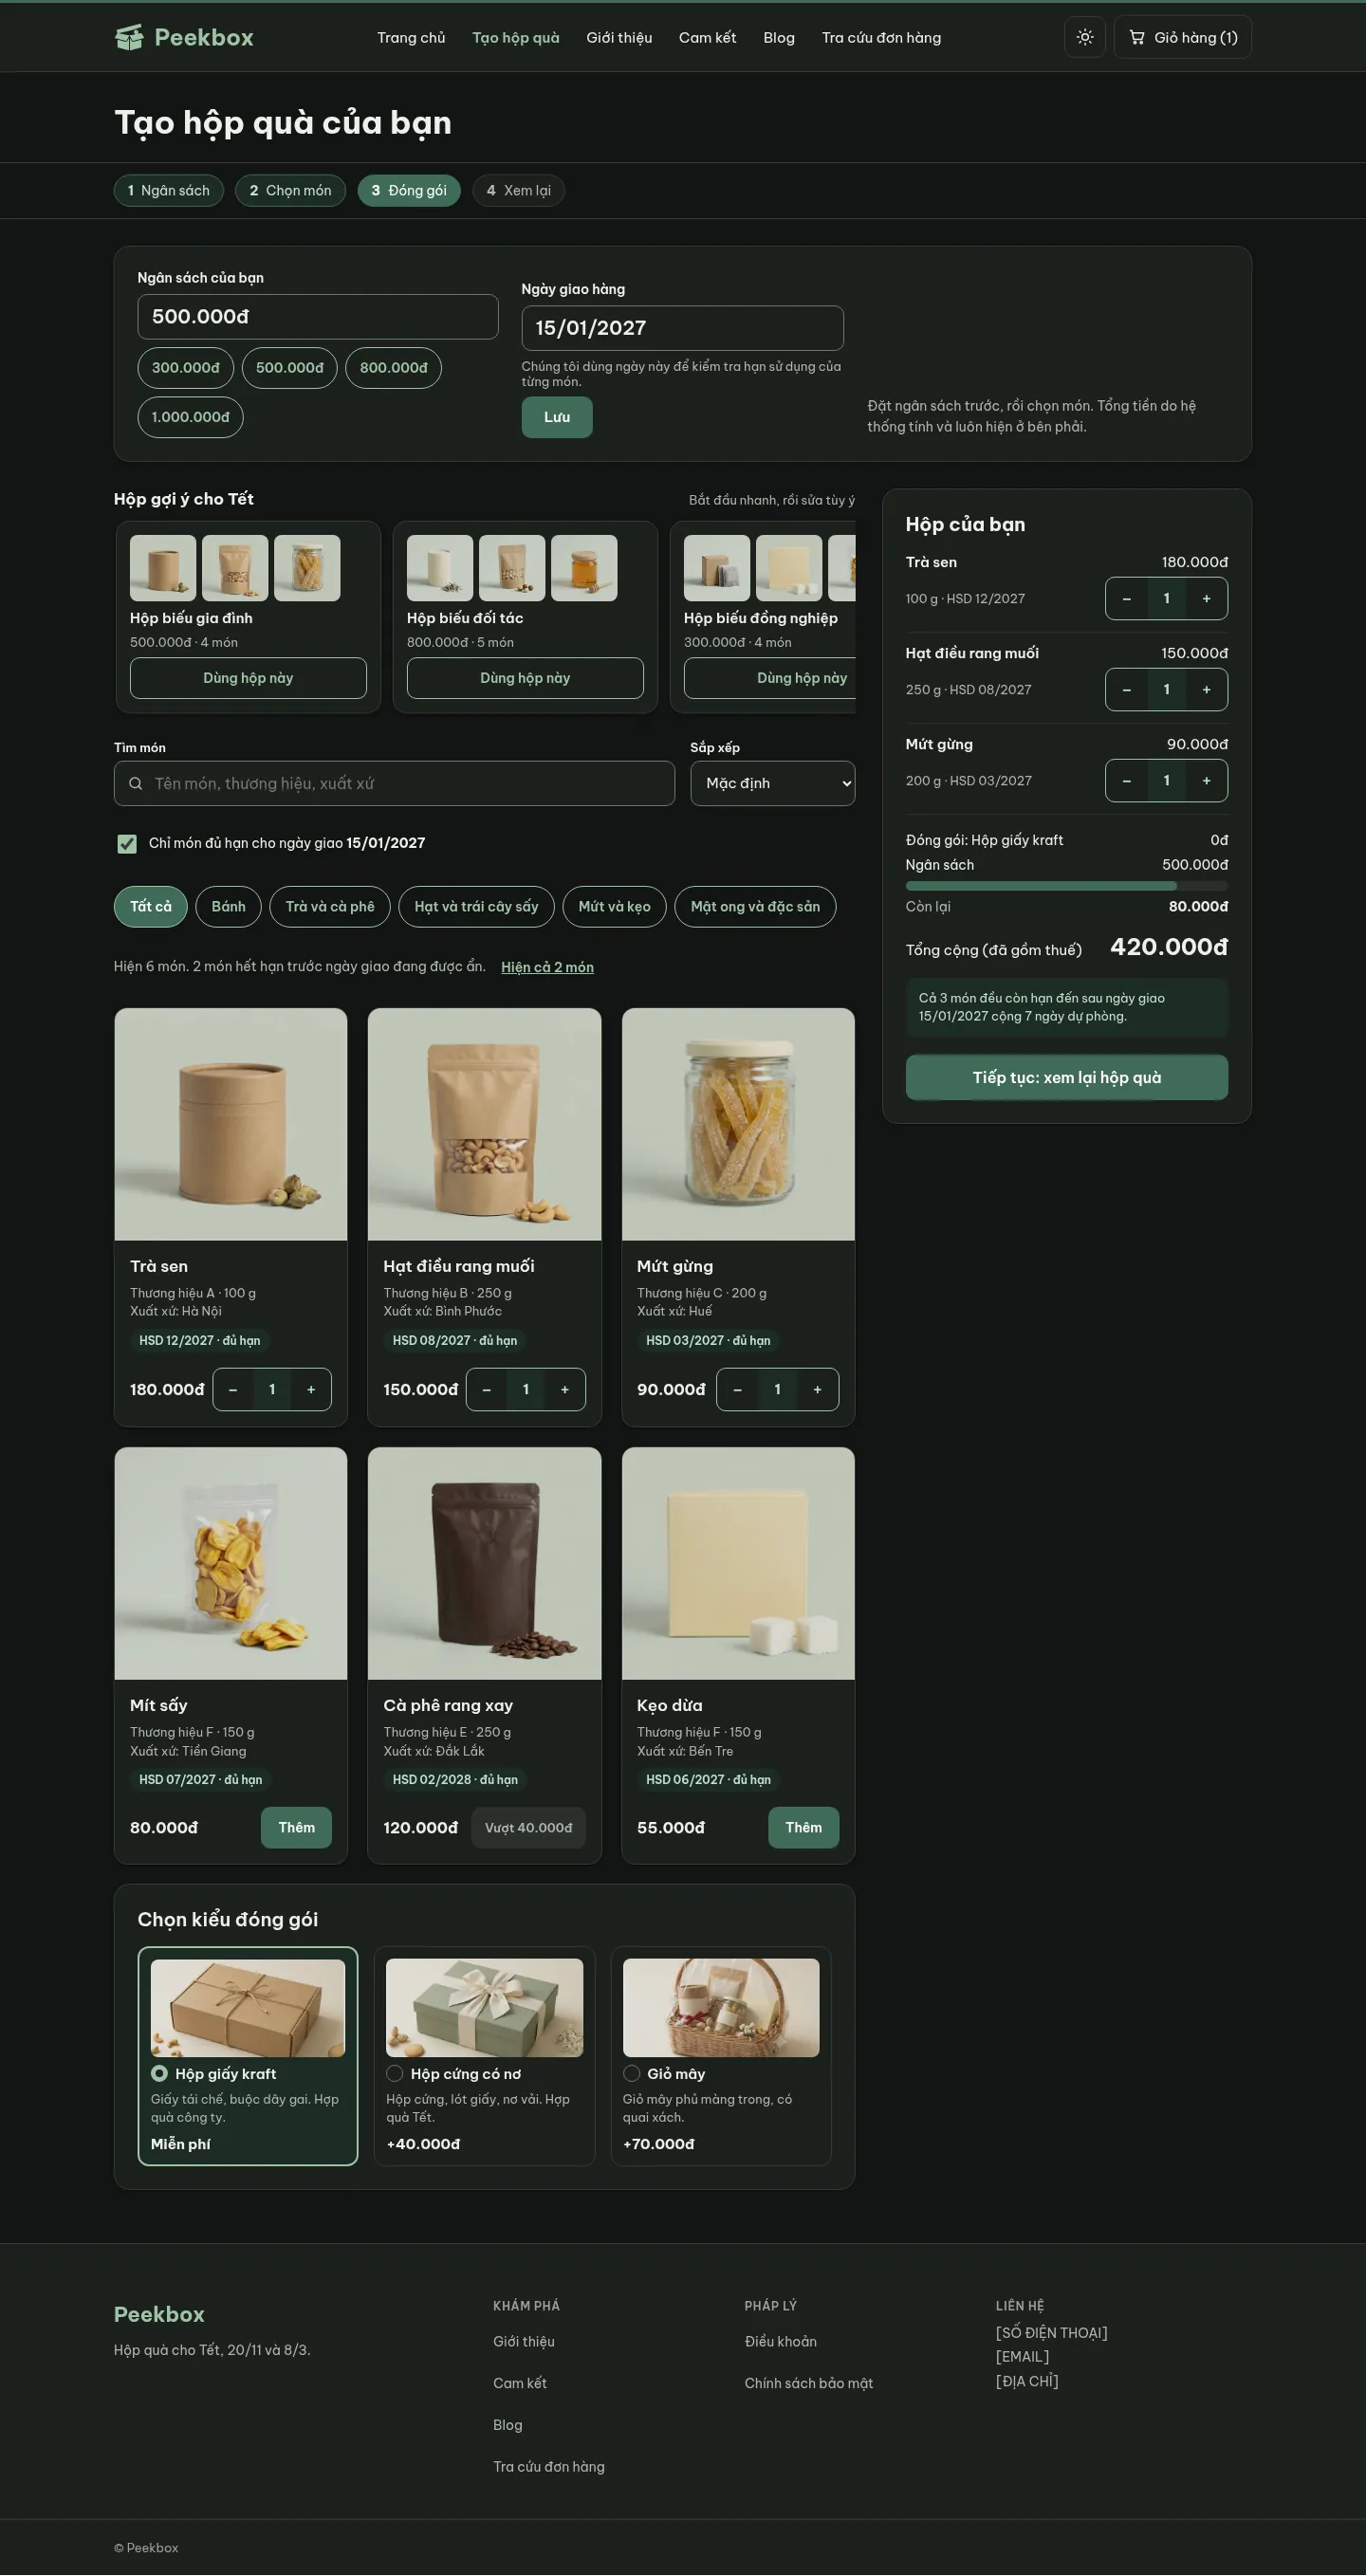 Peekbox
Trang chủ
Tạo hộp quà
Giới thiệu
Cam kết
Blog
Tra cứu đơn hàng
Giỏ hàng (1)
Tạo hộp quà của bạn
1 Ngân sách
2 Chọn món
3 Đóng gói
4 Xem lại
Ngân sách của bạn
500.000đ
300.000đ
500.000đ
800.000đ
1.000.000đ
Ngày giao hàng
15/01/2027
Chúng tôi dùng ngày này để kiểm tra hạn sử dụng của
từng món.
Lưu
Đặt ngân sách trước, rồi chọn món. Tổng tiền do hệ
thống tính và luôn hiện ở bên phải.
Hộp gợi ý cho Tết
Bắt đầu nhanh, rồi sửa tùy ý
Hộp biếu gia đình
500.000đ · 4 món
Dùng hộp này
Hộp biếu đối tác
800.000đ · 5 món
Dùng hộp này
Hộp biếu đồng nghiệp
300.000đ · 4 món
Dùng hộp này
Tìm món
Tên món, thương hiệu, xuất xứ
Sắp xếp
Mặc định
Chỉ món đủ hạn cho ngày giao 15/01/2027
Tất cả
Bánh
Trà và cà phê
Hạt và trái cây sấy
Mứt và kẹo
Mật ong và đặc sản
Hiện 6 món. 2 món hết hạn trước ngày giao đang được ẩn.
Hiện cả 2 món
Trà sen
Thương hiệu A · 100 g
Xuất xứ: Hà Nội
HSD 12/2027 · đủ hạn
180.000đ
– 1 +
Hạt điều rang muối
Thương hiệu B · 250 g
Xuất xứ: Bình Phước
HSD 08/2027 · đủ hạn
150.000đ
– 1 +
Mứt gừng
Thương hiệu C · 200 g
Xuất xứ: Huế
HSD 03/2027 · đủ hạn
90.000đ
– 1 +
Mít sấy
Thương hiệu F · 150 g
Xuất xứ: Tiền Giang
HSD 07/2027 · đủ hạn
80.000đ
Thêm
Cà phê rang xay
Thương hiệu E · 250 g
Xuất xứ: Đắk Lắk
HSD 02/2028 · đủ hạn
120.000đ
Vượt 40.000đ
Kẹo dừa
Thương hiệu F · 150 g
Xuất xứ: Bến Tre
HSD 06/2027 · đủ hạn
55.000đ
Thêm
Chọn kiểu đóng gói
Hộp giấy kraft
Giấy tái chế, buộc dây gai. Hợp
quà công ty.
Miễn phí
Hộp cứng có nơ
Hộp cứng, lót giấy, nơ vải. Hợp
quà Tết.
+40.000đ
Giỏ mây
Giỏ mây phủ màng trong, có
quai xách.
+70.000đ
Hộp của bạn
Trà sen
180.000đ
100 g · HSD 12/2027
– 1 +
Hạt điều rang muối
150.000đ
250 g · HSD 08/2027
– 1 +
Mứt gừng
90.000đ
200 g · HSD 03/2027
– 1 +
Đóng gói: Hộp giấy kraft
0đ
Ngân sách
500.000đ
Còn lại
80.000đ
Tổng cộng (đã gồm thuế)
420.000đ
Cả 3 món đều còn hạn đến sau ngày giao
15/01/2027 cộng 7 ngày dự phòng.
Tiếp tục: xem lại hộp quà
Peekbox
Hộp quà cho Tết, 20/11 và 8/3.
KHÁM PHÁ
Giới thiệu
Cam kết
Blog
Tra cứu đơn hàng
PHÁP LÝ
Điều khoản
Chính sách bảo mật
LIÊN HỆ
[SỐ ĐIỆN THOẠI]
[EMAIL]
[ĐỊA CHỈ]
© Peekbox